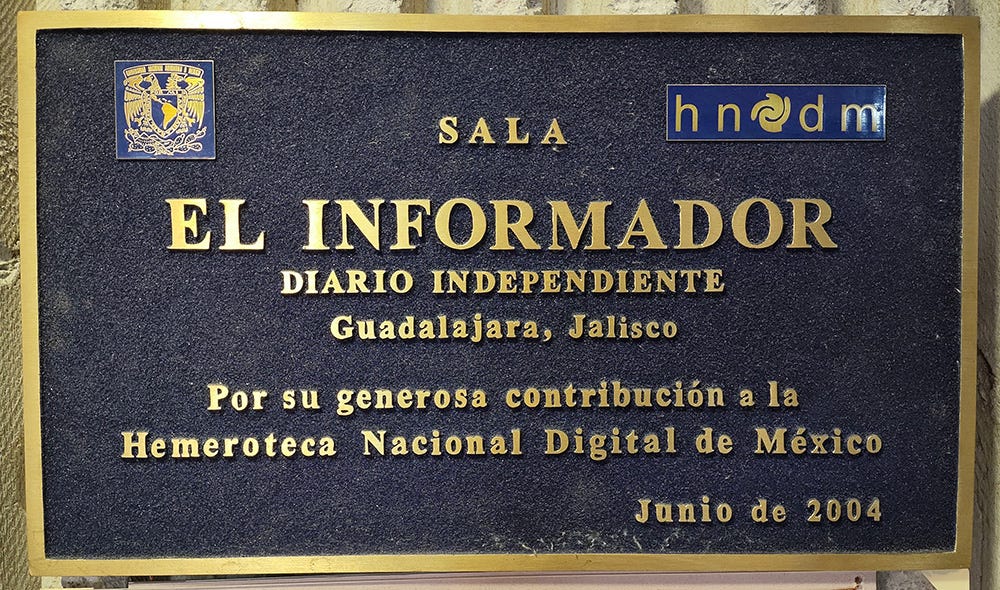 SALA
hndm
EL INFORMADOR
DIARIO INDEPENDIENTE
Guadalajara, Jalisco
Por su generosa contribución a la
Hemeroteca Nacional Digital de México
Junio de 2004